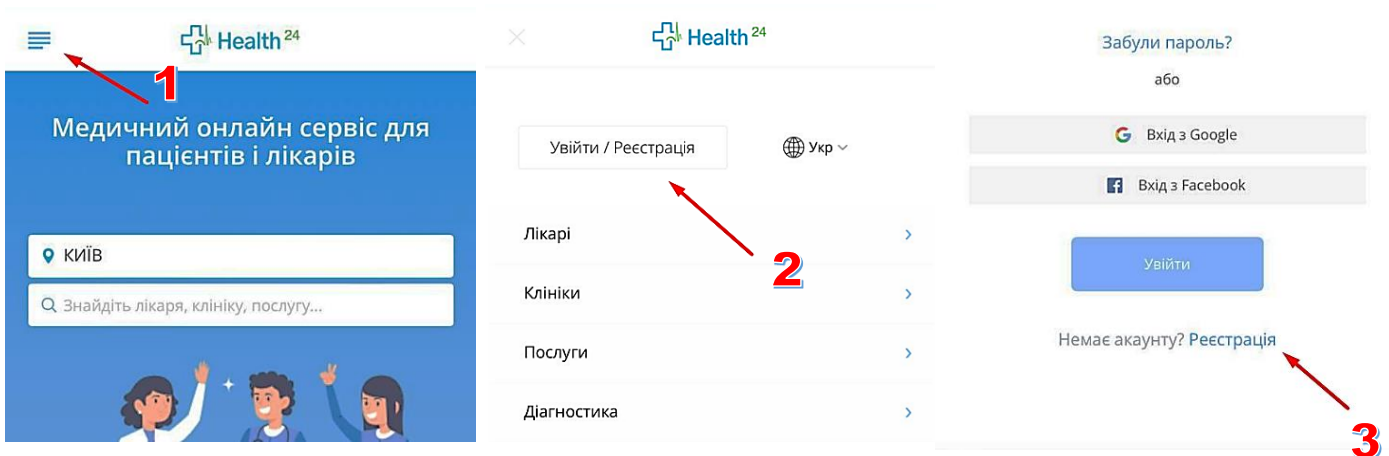 Health 24
1
Медичний онлайн сервіс для
пацієнтів і лікарів
КИЇВ
Знайдіть лікаря, клініку, послугу...
Health 24
Увійти / Реєстрація
Укр
2
Лікарі
Клініки
Послуги
Діагностика
Забули пароль?
або
Вхід з Google
Вхід з Facebook
Увійти
Немає акаунту? Реєстрація
3